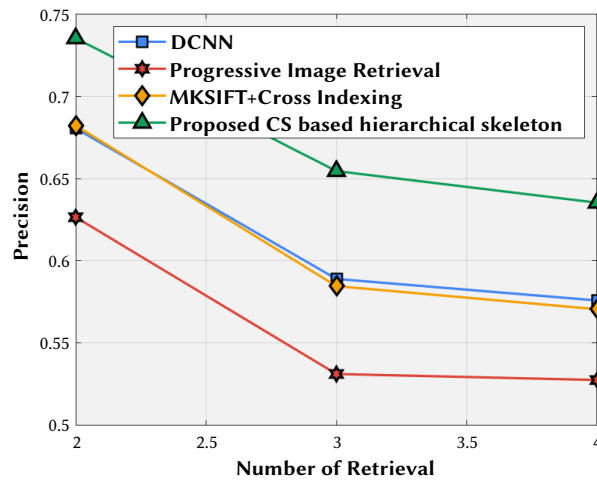 0.75
DCNN
Progressive Image Retrieval
MKSIFT+Cross Indexing
Proposed CS based hierarchical skeleton
0.7
0.65
0.6
0.55
0.5
Precision
2
2.5
3
3.5
4
Number of Retrieval